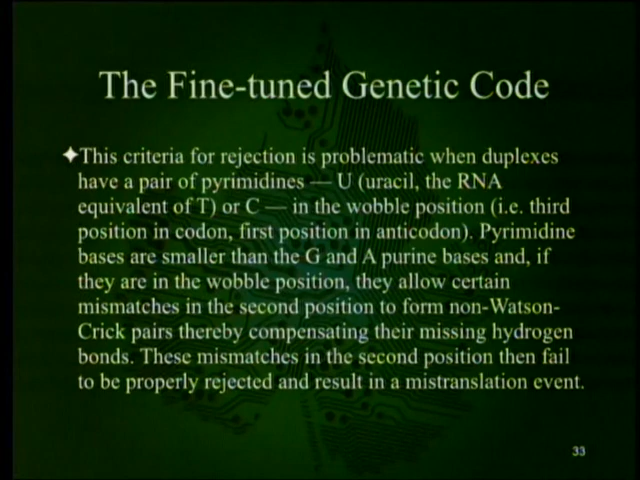 The Fine-tuned Genetic Code
✦This criteria for rejection is problematic when duplexes
have a pair of pyrimidines — U (uracil, the RNA
equivalent of T) or C — in the wobble position (i.e. third
position in codon, first position in anticodon). Pyrimidine
bases are smaller than the G and A purine bases and, if
they are in the wobble position, they allow certain
mismatches in the second position to form non-Watson-
Crick pairs thereby compensating their missing hydrogen
bonds. These mismatches in the second position then fail
to be properly rejected and result in a mistranslation event.
33